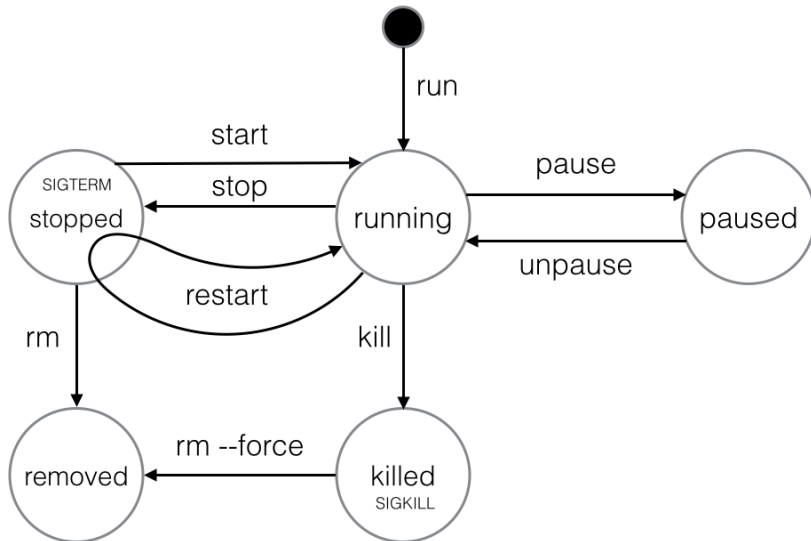 run
start
pause
SIGTERM
stop
stopped
running
paused
unpause
restart
rm
kill
rm --force
removed
killed
SIGKILL